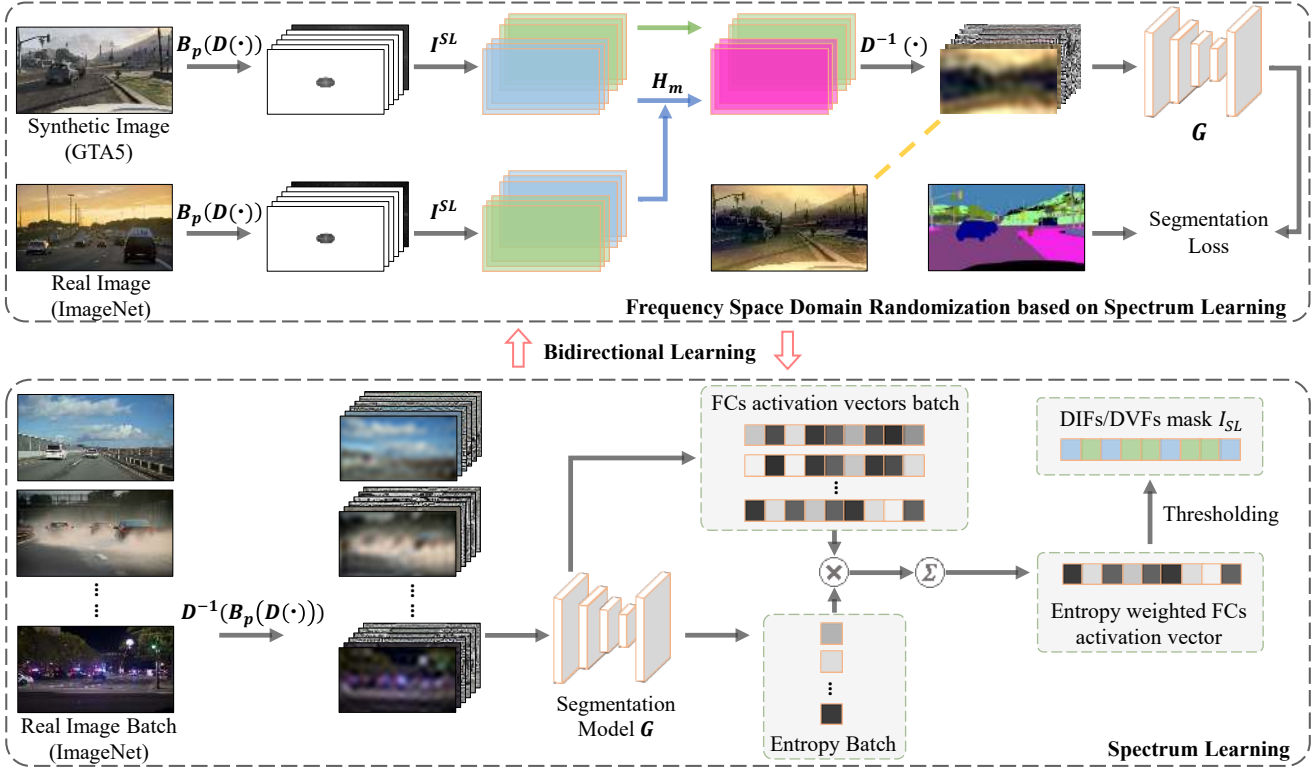 B_p(D(·))
I^{SL}
H_m
D^{-1}(·)
G
Synthetic Image
(GTA5)
B_p(D(·))
I^{SL}
Real Image
(ImageNet)
Segmentation
Loss
Frequency Space Domain Randomization based on Spectrum Learning
Bidirectional Learning
FCs activation vectors batch
DIFs/DVFs mask I_{SL}
Thresholding
Σ
D^{-1}(B_p(D(·)))
Entropy weighted FCs
activation vector
Segmentation
Model G
Entropy Batch
Real Image Batch
(ImageNet)
Spectrum Learning